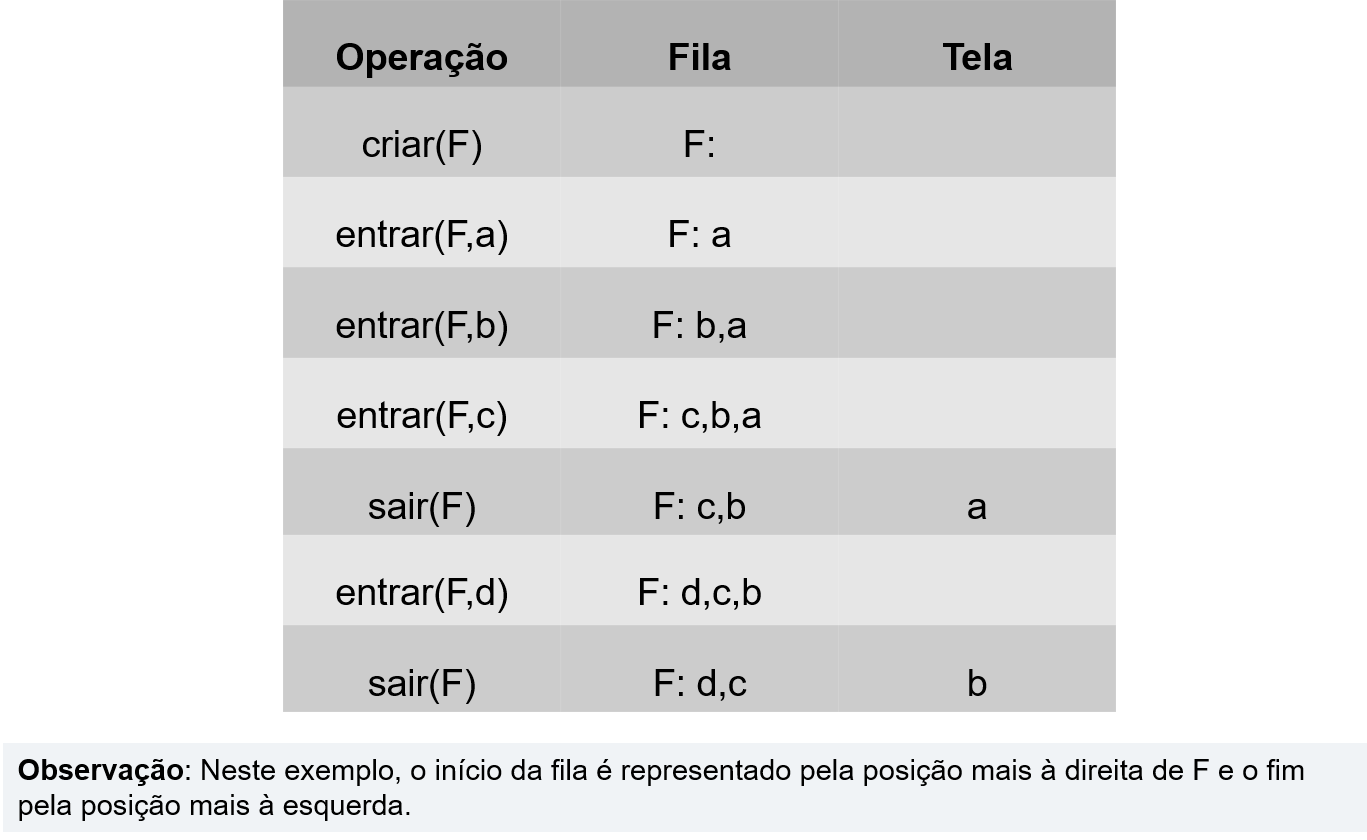 Operação Fila Tela
criar(F) F:
entrar(F,a) F: a
entrar(F,b) F: b,a
entrar(F,c) F: c,b,a
sair(F) F: c,b a
entrar(F,d) F: d,c,b
sair(F) F: d,c b
Observação: Neste exemplo, o início da fila é representado pela posição mais à direita de F e o fim
pela posição mais à esquerda.